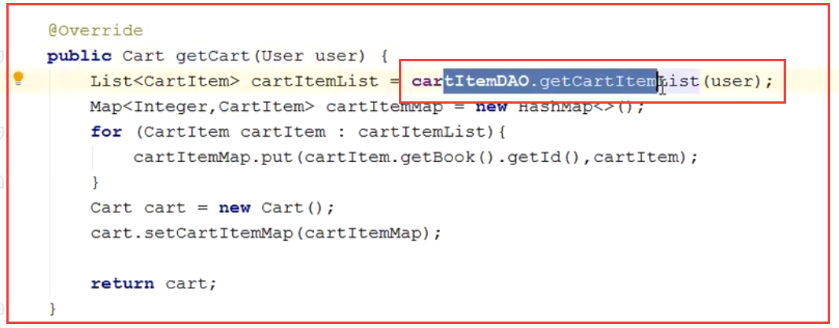 @Override
public Cart getCart(User user) {
List<CartItem> cartItemList = cartItemDAO.getCartItemList(user);
Map<Integer,CartItem> cartItemMap = new HashMap<>();
for (CartItem cartItem : cartItemList){
cartItemMap.put(cartItem.getBook().getId(),cartItem);
}
Cart cart = new Cart();
cart.setCartItemMap(cartItemMap);
return cart;
}